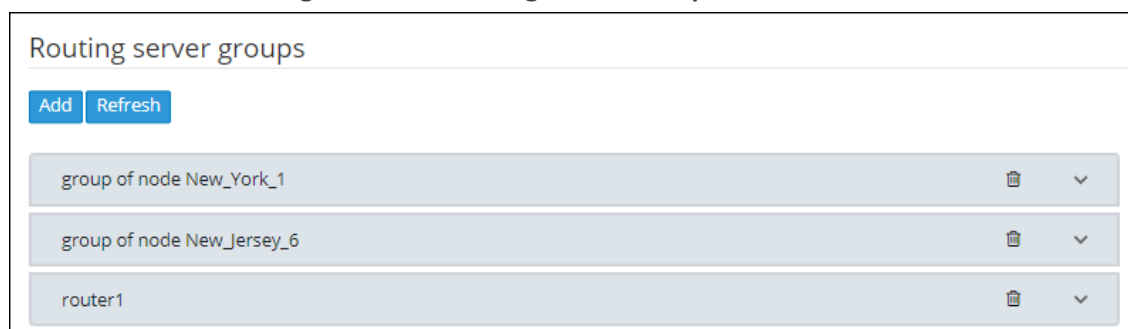 Routing server groups
Add Refresh
group of node New_York_1
group of node New_Jersey_6
router1